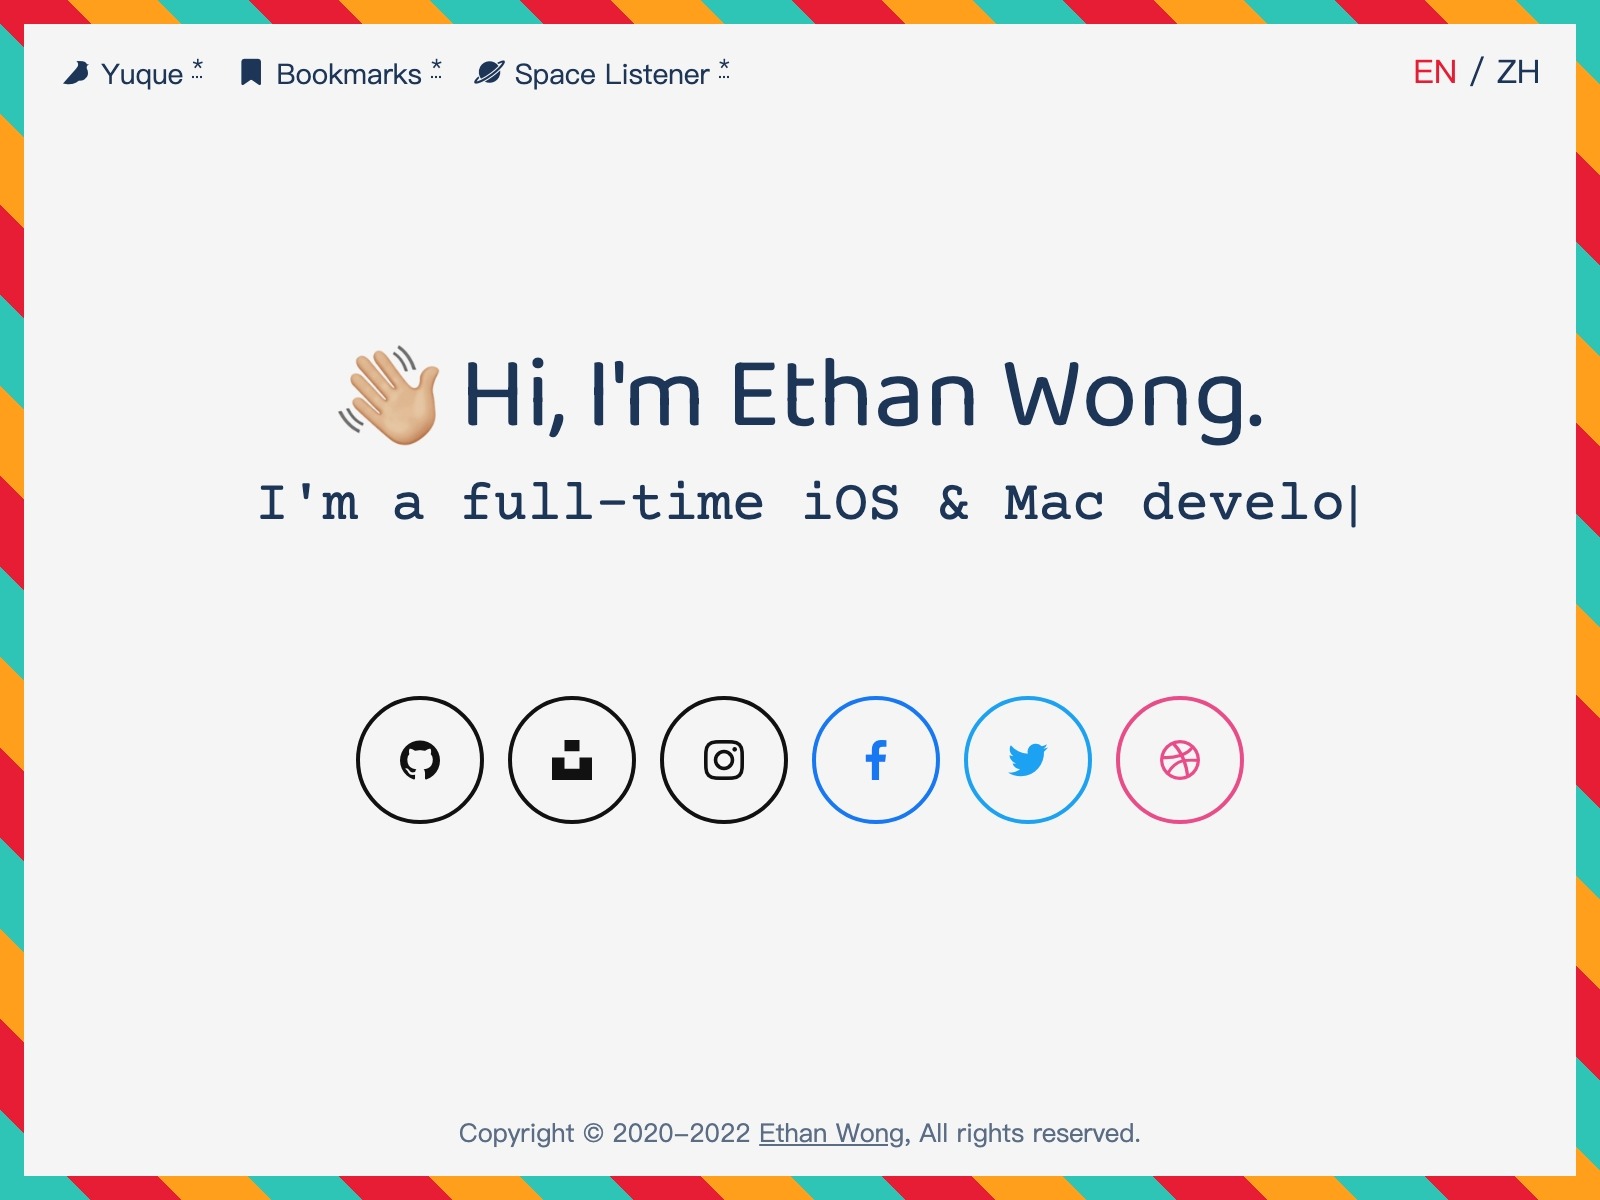 Yuque * Bookmarks * Space Listener * EN / ZH
👋🏼 Hi, I'm Ethan Wong.
I'm a full-time iOS & Mac develo|
Copyright © 2020-2022 Ethan Wong, All rights reserved.